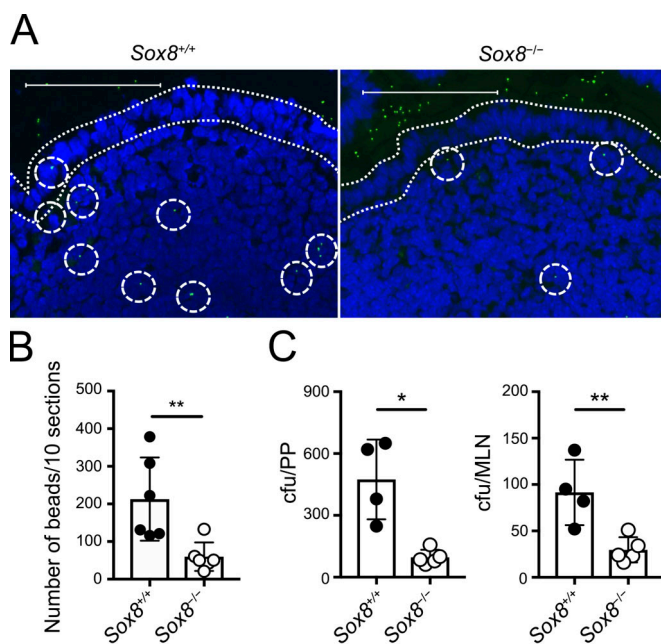 A
Sox8+/+
Sox8–/–
B
Number of beads/10 sections
500
400
300
200
100
0
**
Sox8+/+
Sox8–/–
C
cfu/PP
900
600
300
0
*
Sox8+/+
Sox8–/–
cfu/MLN
200
150
100
50
0
**
Sox8+/+
Sox8–/–